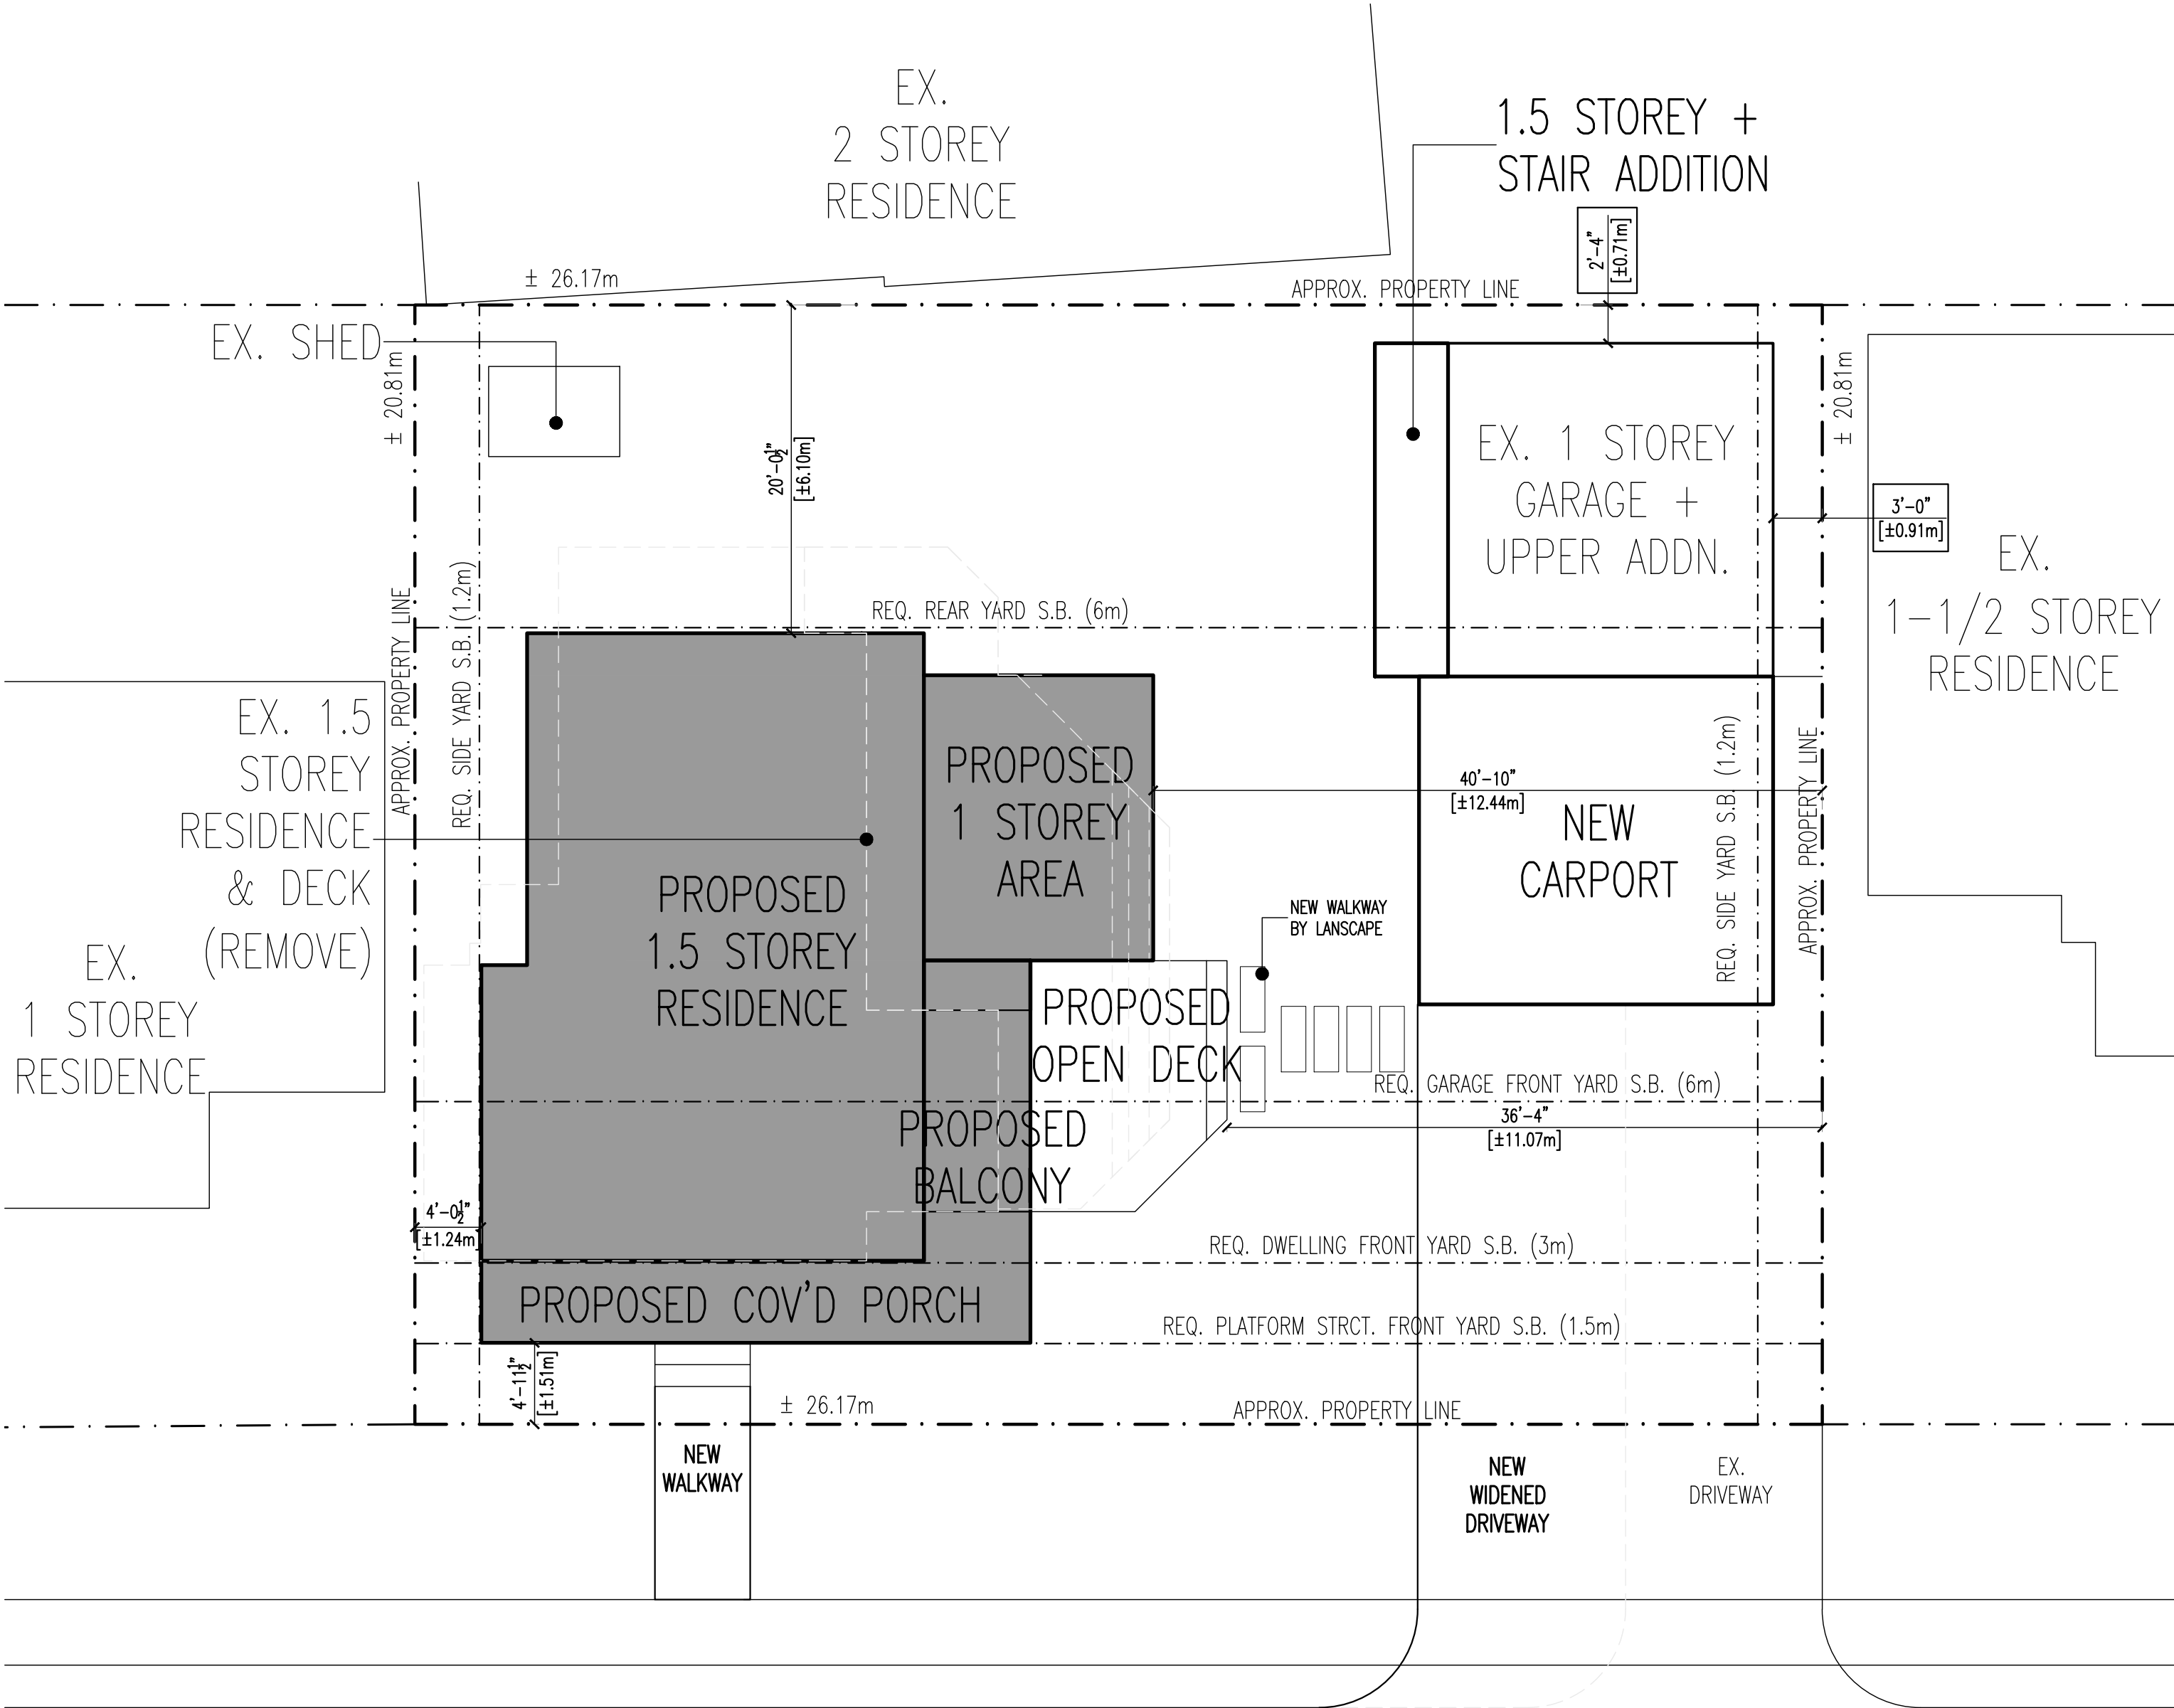 EX.
2 STOREY
RESIDENCE
1.5 STOREY +
STAIR ADDITION
2'-4"
[±0.71m]
± 26.17m
APPROX. PROPERTY LINE
EX. SHED
± 20.81m
± 20.81m
20'-0½"
[±6.10m]
EX. 1 STOREY
GARAGE +
UPPER ADDN.
3'-0"
[±0.91m]
EX.
1-1/2 STOREY
RESIDENCE
APPROX. PROPERTY LINE
REQ. SIDE YARD S.B. (1.2m)
REQ. REAR YARD S.B. (6m)
EX. 1.5
STOREY
RESIDENCE
& DECK
(REMOVE)
EX.
1 STOREY
RESIDENCE
PROPOSED
1 STOREY
AREA
PROPOSED
1.5 STOREY
RESIDENCE
40'-10"
[±12.44m]
NEW
CARPORT
REQ. SIDE YARD S.B. (1.2m)
APPROX. PROPERTY LINE
NEW WALKWAY
BY LANSCAPE
PROPOSED
OPEN DECK
REQ. GARAGE FRONT YARD S.B. (6m)
36'-4"
[±11.07m]
PROPOSED
BALCONY
4'-0½"
[±1.24m]
REQ. DWELLING FRONT YARD S.B. (3m)
PROPOSED COV'D PORCH
REQ. PLATFORM STRCT. FRONT YARD S.B. (1.5m)
4'-11½"
[±1.51m]
± 26.17m
APPROX. PROPERTY LINE
NEW
WALKWAY
NEW
WIDENED
DRIVEWAY
EX.
DRIVEWAY